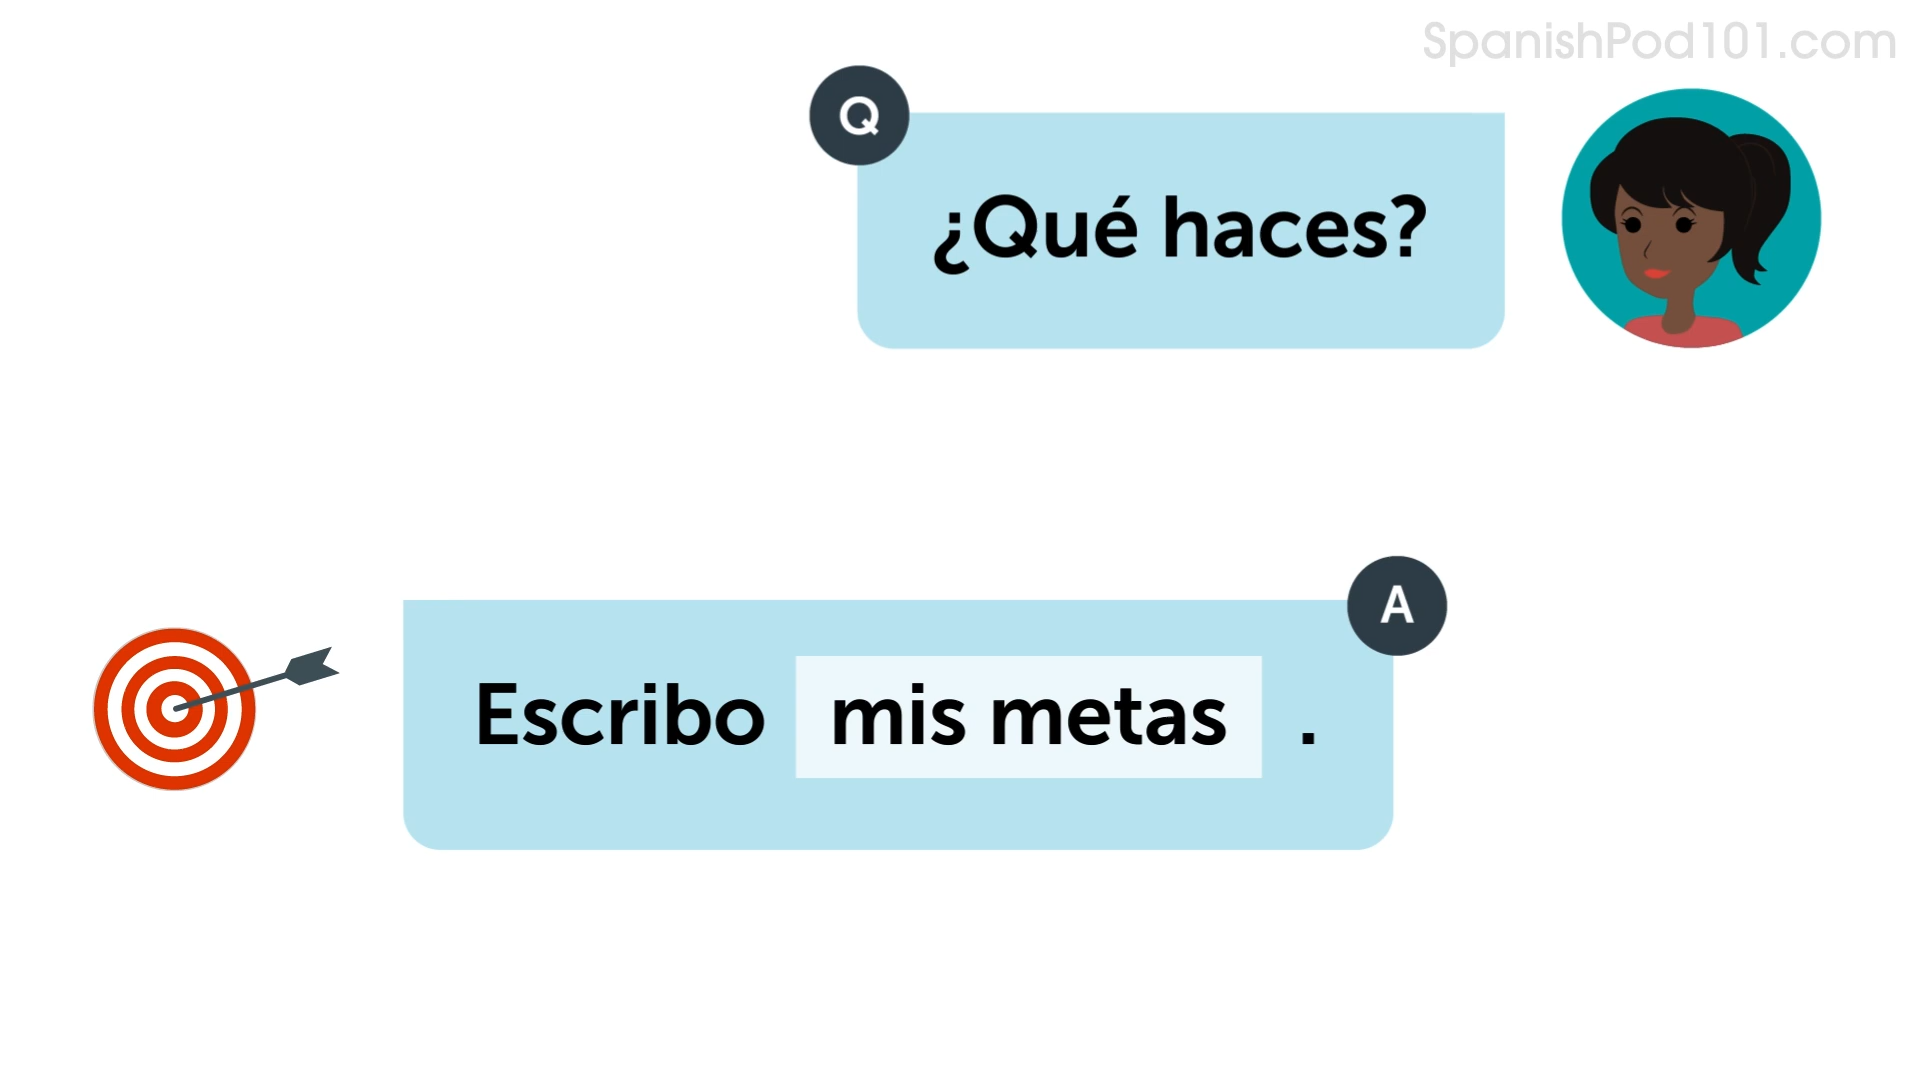 SpanishPod101.com
Q
¿Qué haces?
A
Escribo mis metas .